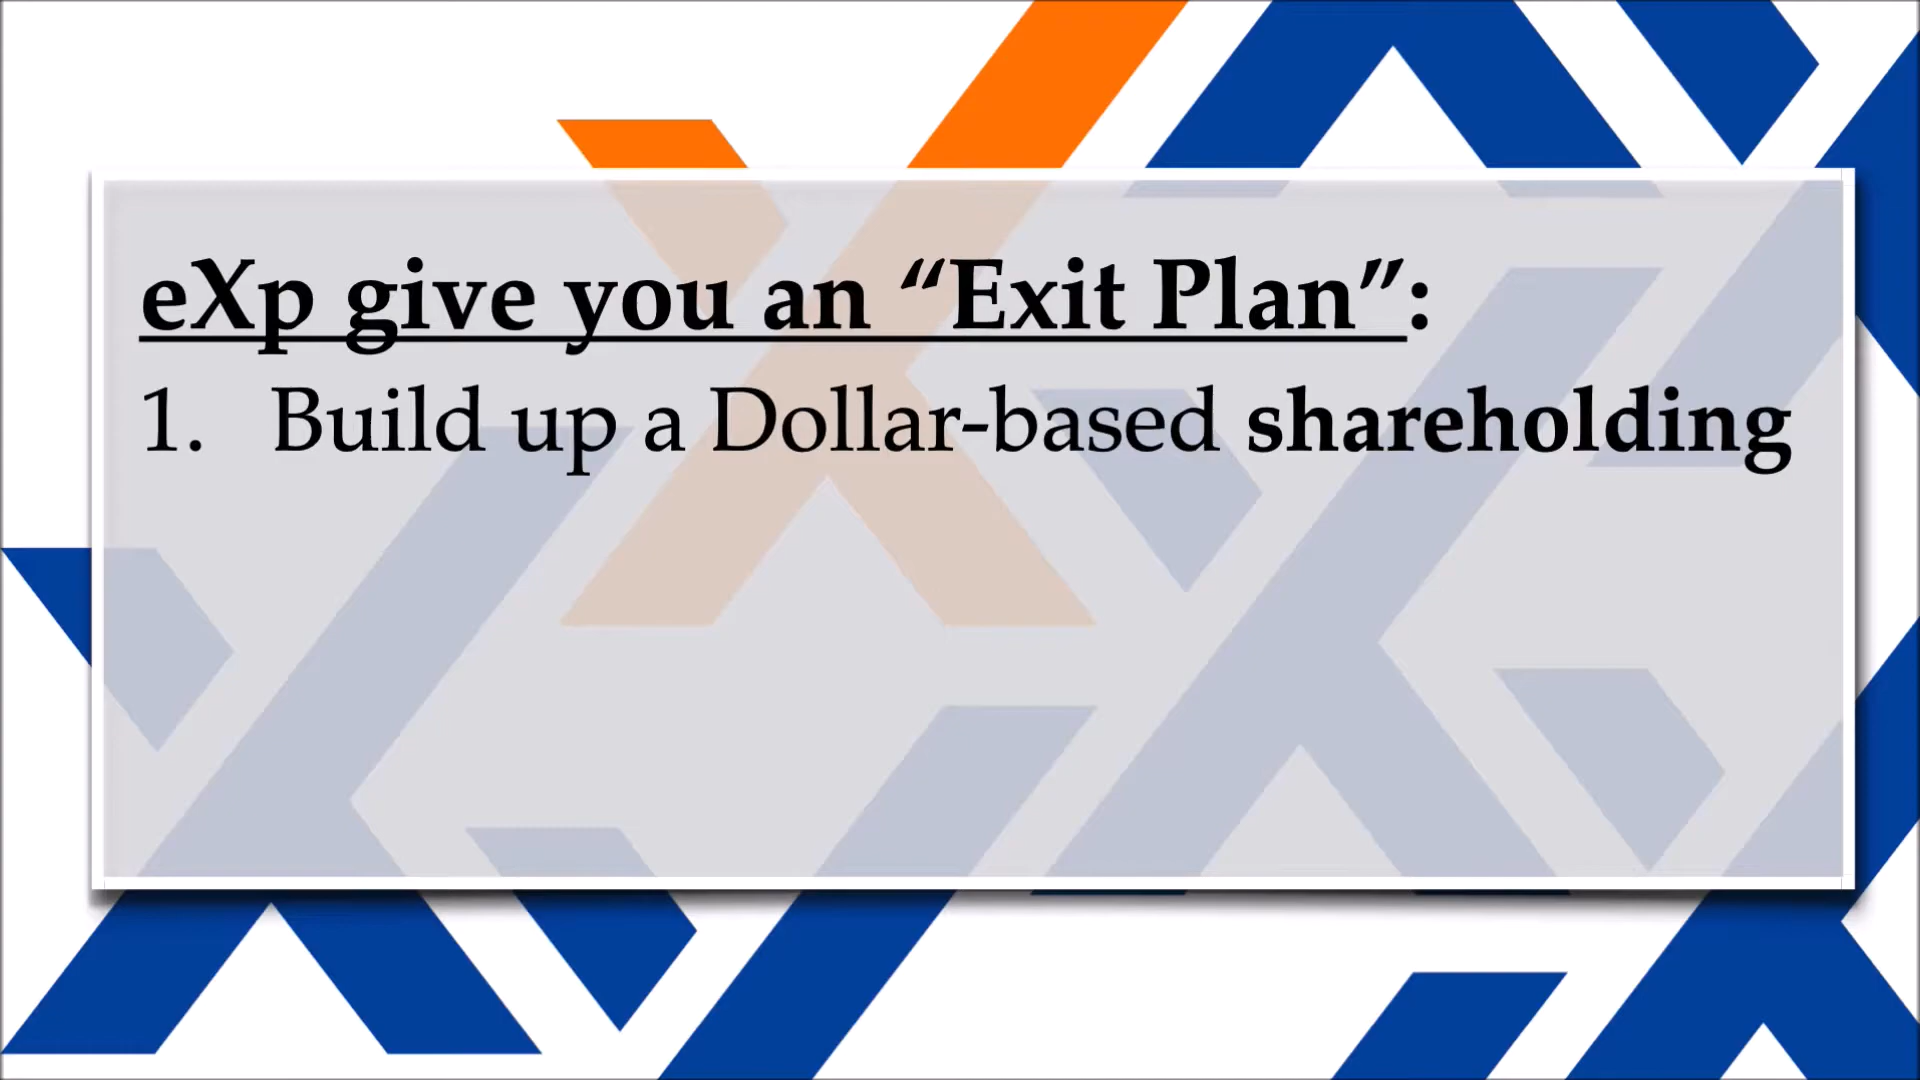 eXp give you an “Exit Plan”:
1. Build up a Dollar-based shareholding